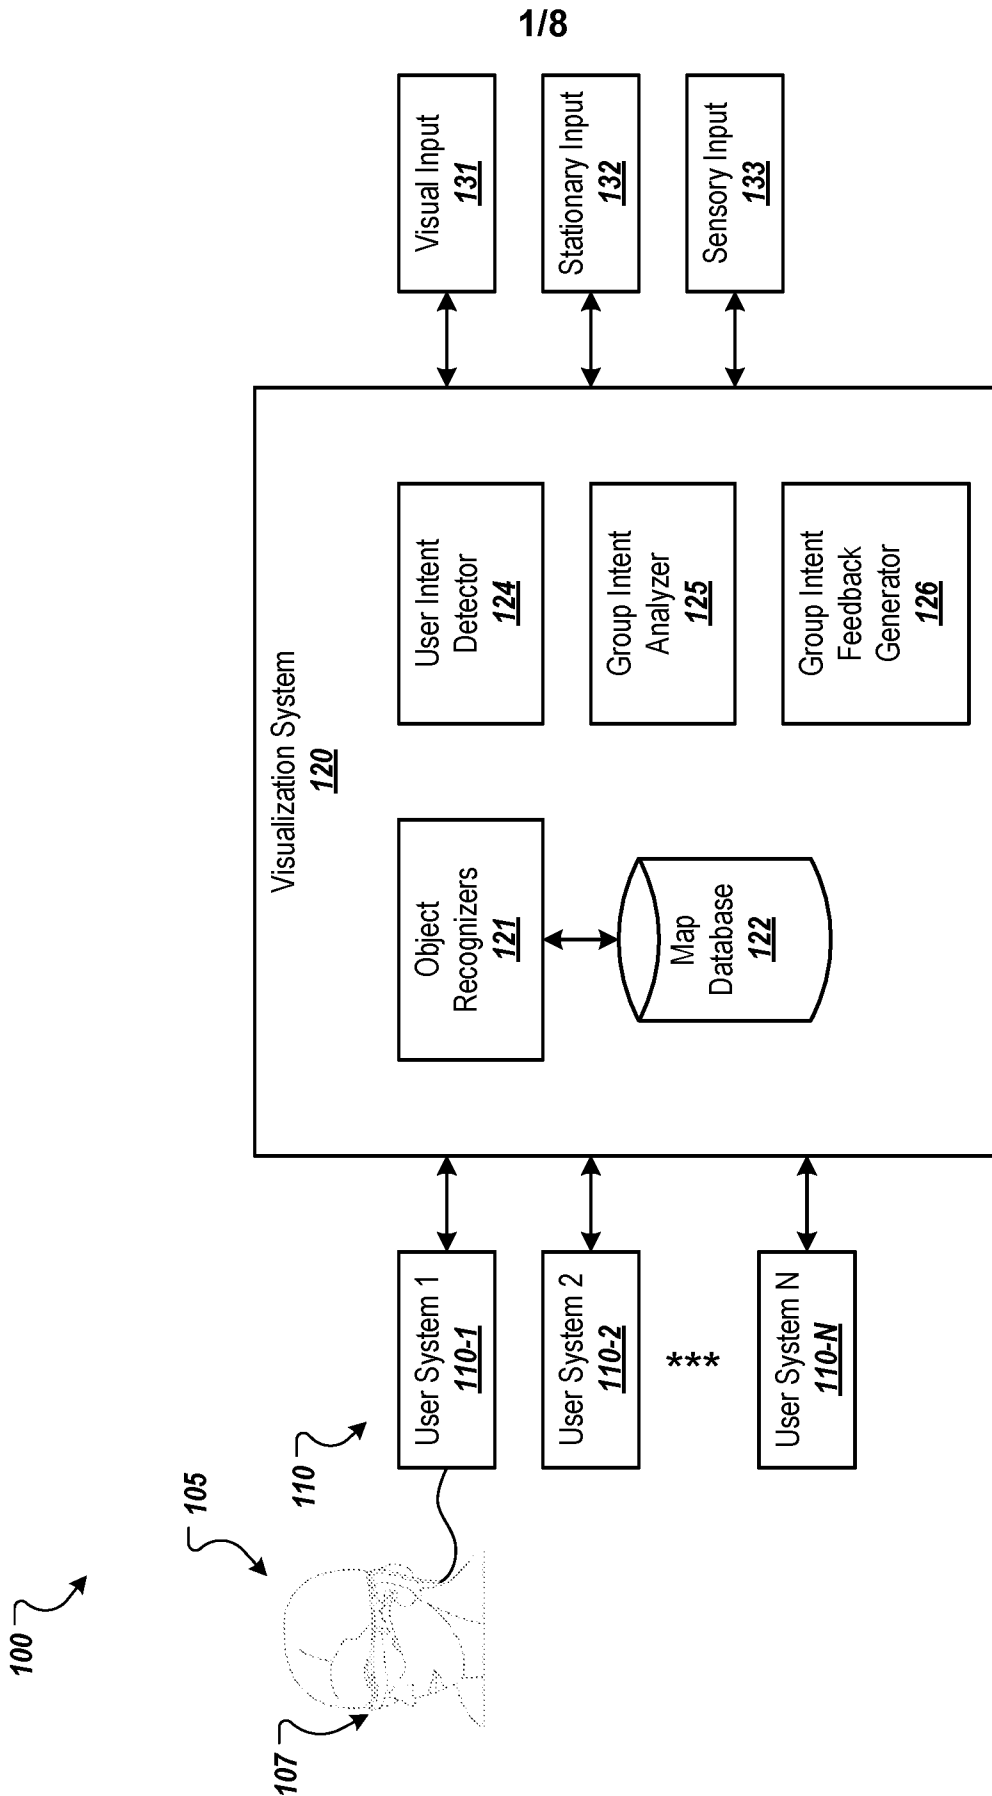 1/8
100
105
107
110
User System 1
110-1
User System 2
110-2
***
User System N
110-N
Visualization System
120
Object
Recognizers
121
Map
Database
122
User Intent
Detector
124
Group Intent
Analyzer
125
Group Intent
Feedback
Generator
126
Visual Input
131
Stationary Input
132
Sensory Input
133